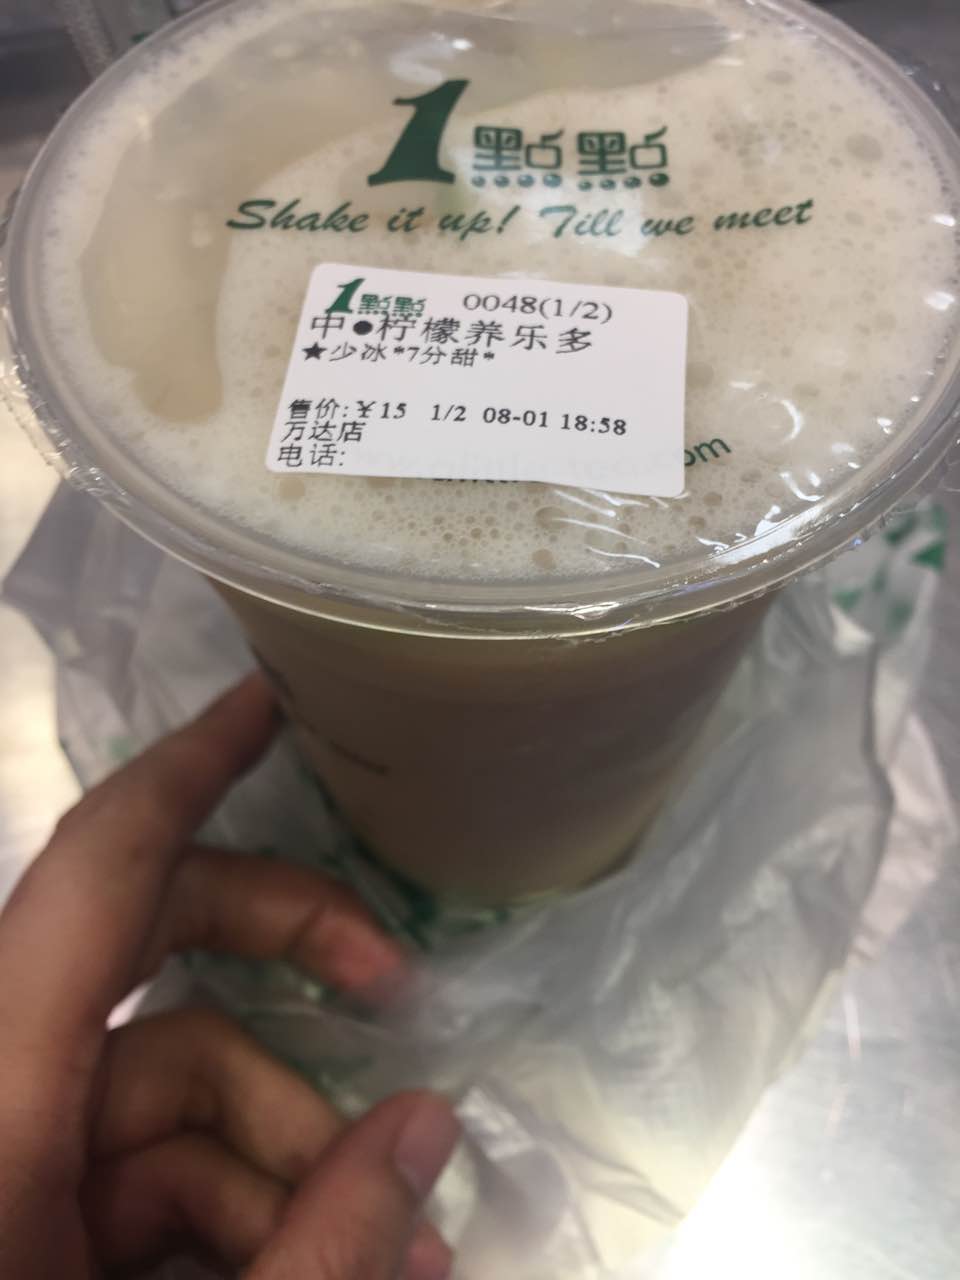 1點點
Shake it up! Till we meet
1點點 0048(1/2)
中●柠檬养乐多
★少冰*7分甜*
售价:￥15 1/2 08-01 18:58
万达店
电话: